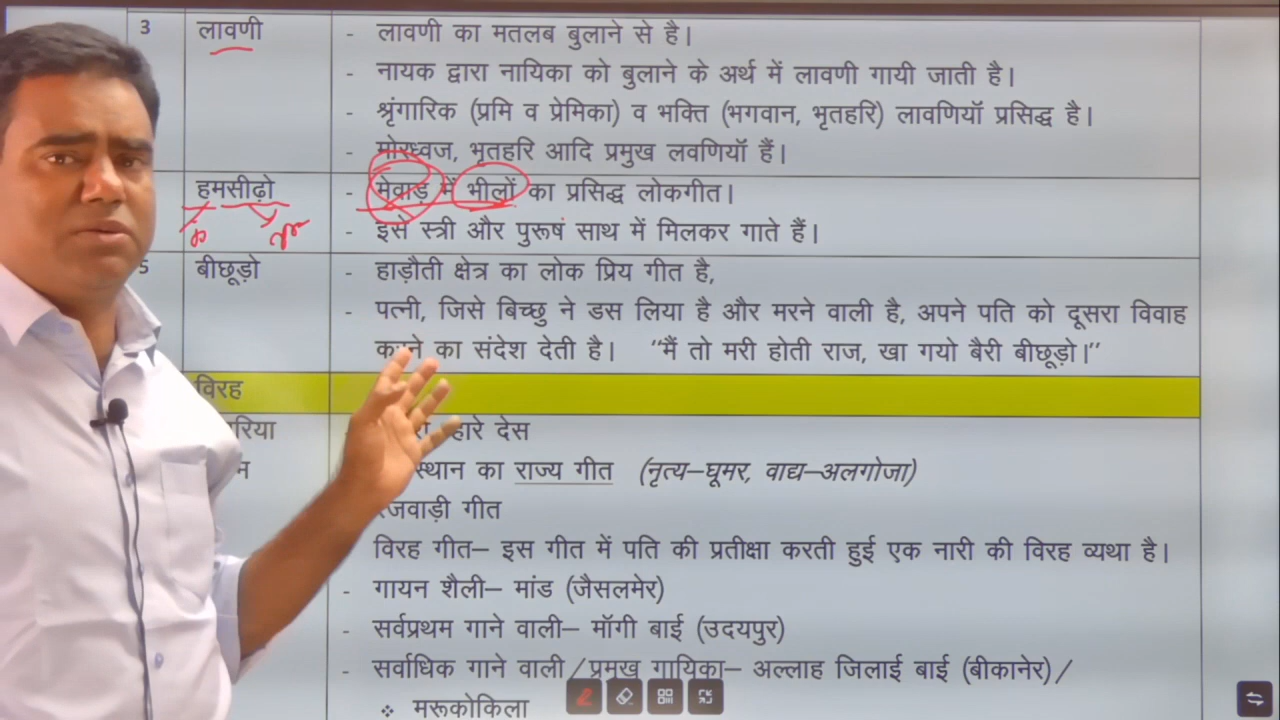 3 लावणी - लावणी का मतलब बुलाने से है।
- नायक द्वारा नायिका को बुलाने के अर्थ में लावणी गायी जाती है।
- श्रृंगारिक (प्रमि व प्रेमिका) व भक्ति (भगवान, भृतहरि) लावणियॉ प्रसिद्ध है।
- मोरध्वज, भृतहरि आदि प्रमुख लवणियॉ हैं।
हमसीढ़ो - मेवाड़ में भीलों का प्रसिद्ध लोकगीत।
- इसे स्त्री और पुरूषं साथ में मिलकर गाते हैं।
5 बीछूड़ो - हाड़ौती क्षेत्र का लोक प्रिय गीत है,
- पत्नी, जिसे बिच्छु ने डस लिया है और मरने वाली है, अपने पति को दूसरा विवाह
करने का संदेश देती है। "मैं तो मरी होती राज, खा गयो बैरी बीछूड़ो।"
विरह
देस
राज्य गीत (नृत्य–घूमर, वाद्य–अलगोजा)
रजवाड़ी गीत
विरह गीत– इस गीत में पति की प्रतीक्षा करती हुई एक नारी की विरह व्यथा है।
- गायन शैली– मांड (जैसलमेर)
- सर्वप्रथम गाने वाली– मॉगी बाई (उदयपुर)
- सर्वाधिक गाने वाली/प्रमुख गायिका– अल्लाह जिलाई बाई (बीकानेर)/
❖ मरूकोकिला